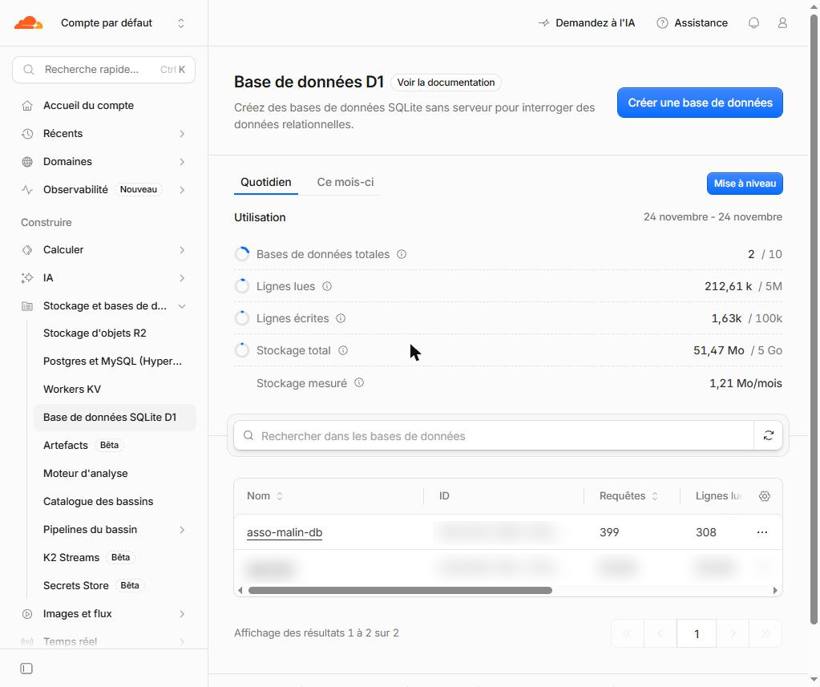 Compte par défaut
Demandez à l'IA
Assistance
Recherche rapide...
Ctrl K
Accueil du compte
Récents
Domaines
Observabilité
Nouveau
Construire
Calculer
IA
Stockage et bases de d...
Stockage d'objets R2
Postgres et MySQL (Hyper...
Workers KV
Base de données SQLite D1
Artefacts
Bêta
Moteur d'analyse
Catalogue des bassins
Pipelines du bassin
K2 Streams
Bêta
Secrets Store
Bêta
Images et flux
Temps réel
Base de données D1
Voir la documentation
Créez des bases de données SQLite sans serveur pour interroger des
données relationnelles.
Créer une base de données
Quotidien
Ce mois-ci
Mise à niveau
Utilisation
24 novembre - 24 novembre
Bases de données totales
2 / 10
Lignes lues
212,61 k / 5M
Lignes écrites
1,63k / 100k
Stockage total
51,47 Mo / 5 Go
Stockage mesuré
1,21 Mo/mois
Rechercher dans les bases de données
Nom
ID
Requêtes
Lignes lu
asso-malin-db
399
308
Affichage des résultats 1 à 2 sur 2
1